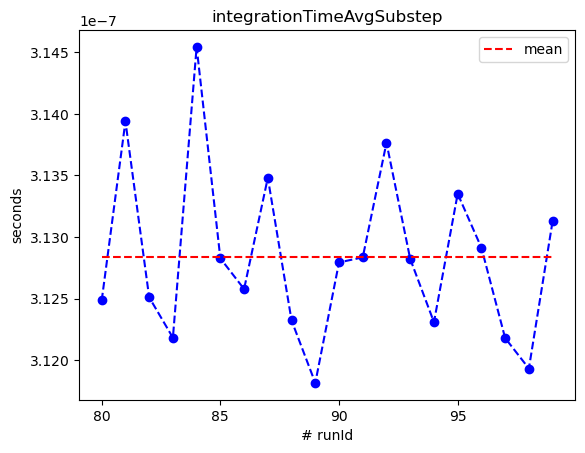 integrationTimeAvgSubstep
1e−7
mean
3.145
3.140
3.135
3.130
3.125
3.120
seconds
80 85 90 95
# runId